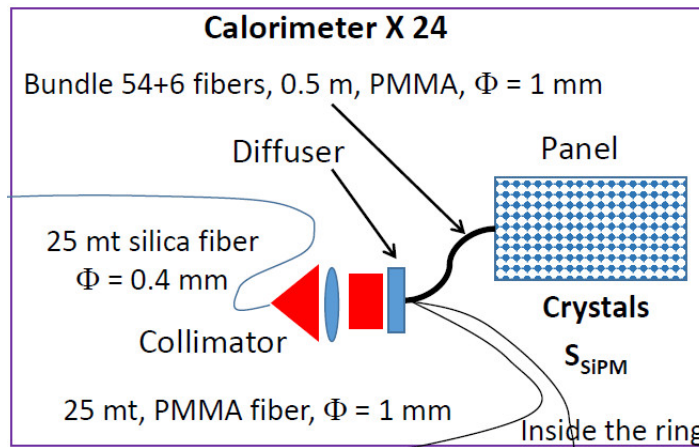 Calorimeter X 24
Bundle 54+6 fibers, 0.5 m, PMMA, Φ = 1 mm
Diffuser
Panel
25 mt silica fiber
Φ = 0.4 mm
Collimator
Crystals
S_SiPM
25 mt, PMMA fiber, Φ = 1 mm
Inside the ring